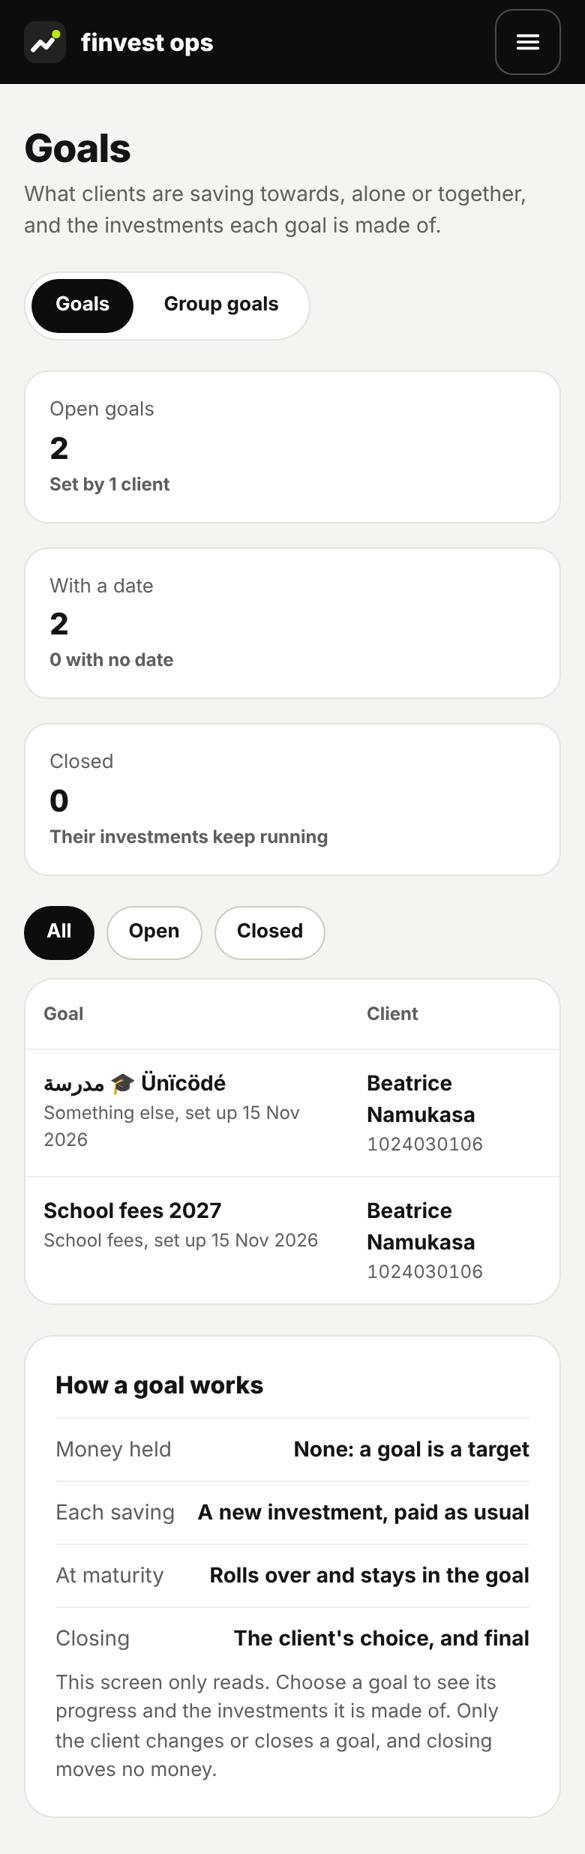 finvest ops
Goals
What clients are saving towards, alone or together,
and the investments each goal is made of.
Goals
Group goals
Open goals
2
Set by 1 client
With a date
2
0 with no date
Closed
0
Their investments keep running
All
Open
Closed
Goal
Client
مدرسة 🎓 Ünïcödé
Something else, set up 15 Nov
2026
Beatrice
Namukasa
1024030106
School fees 2027
School fees, set up 15 Nov 2026
Beatrice
Namukasa
1024030106
How a goal works
Money held
None: a goal is a target
Each saving
A new investment, paid as usual
At maturity
Rolls over and stays in the goal
Closing
The client's choice, and final
This screen only reads. Choose a goal to see its
progress and the investments it is made of. Only
the client changes or closes a goal, and closing
moves no money.